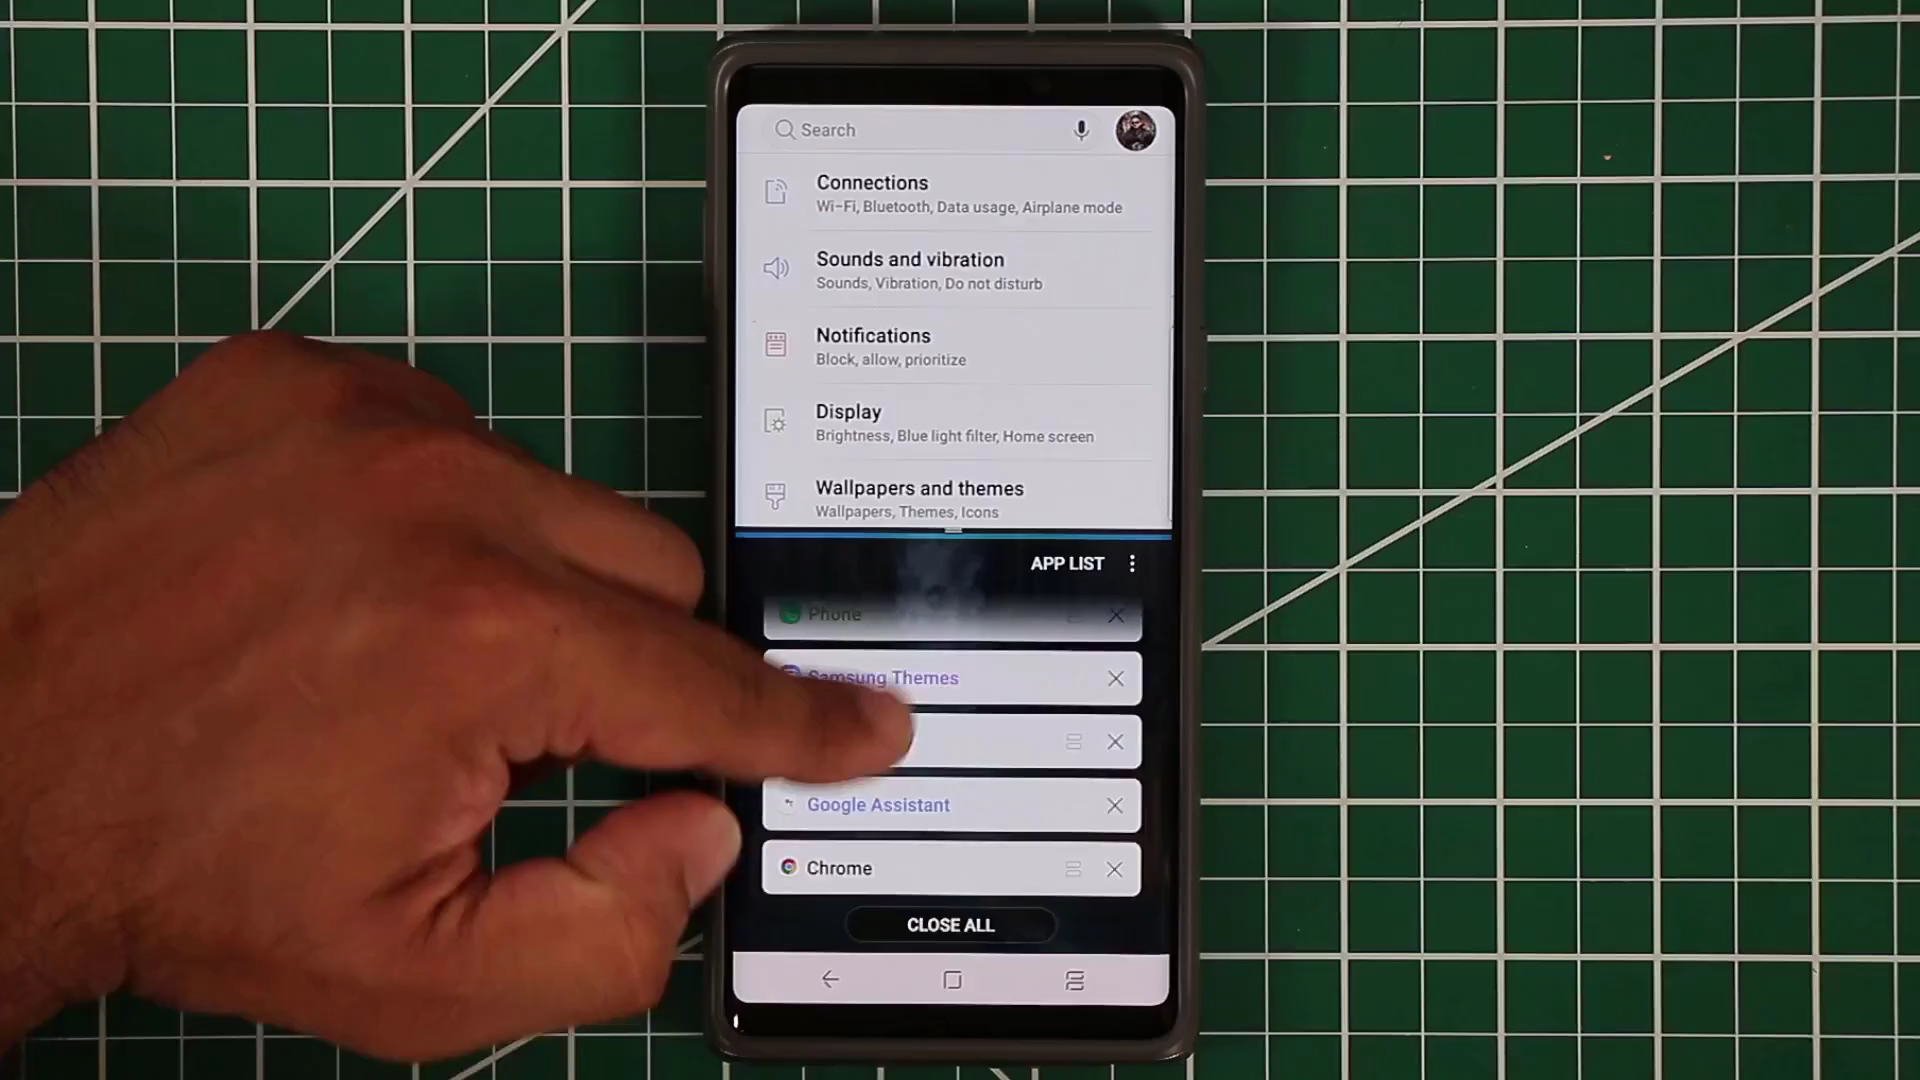 Search
Connections
Wi-Fi, Bluetooth, Data usage, Airplane mode
Sounds and vibration
Sounds, Vibration, Do not disturb
Notifications
Block, allow, prioritize
Display
Brightness, Blue light filter, Home screen
Wallpapers and themes
Wallpapers, Themes, Icons
APP LIST
Phone
Samsung Themes
Google Assistant
Chrome
CLOSE ALL